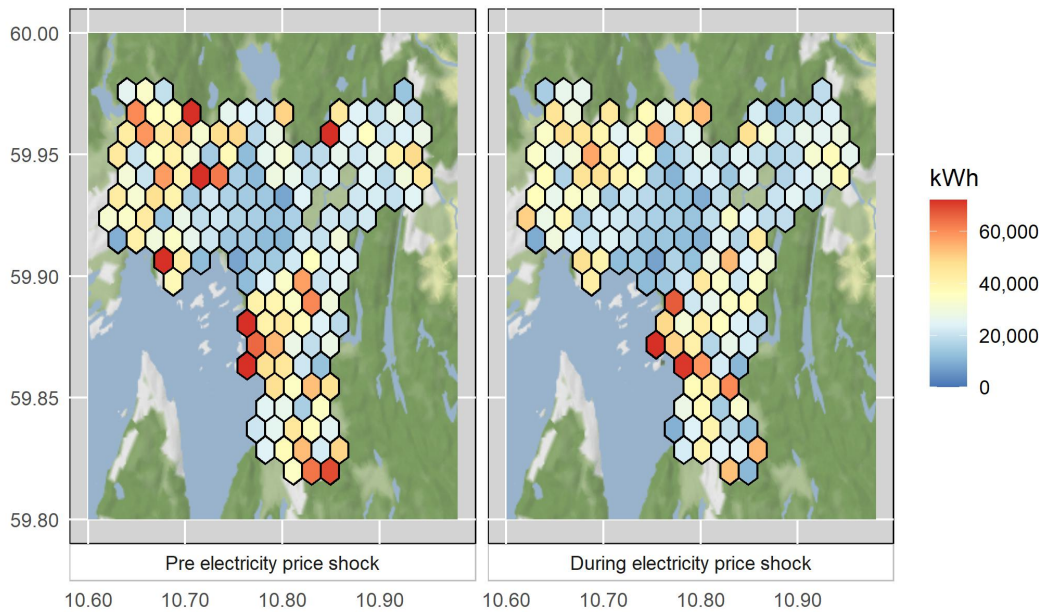 60.00
59.95
59.90
59.85
59.80
kWh
60,000
40,000
20,000
0
Pre electricity price shock
During electricity price shock
10.60 10.70 10.80 10.90
10.60 10.70 10.80 10.90